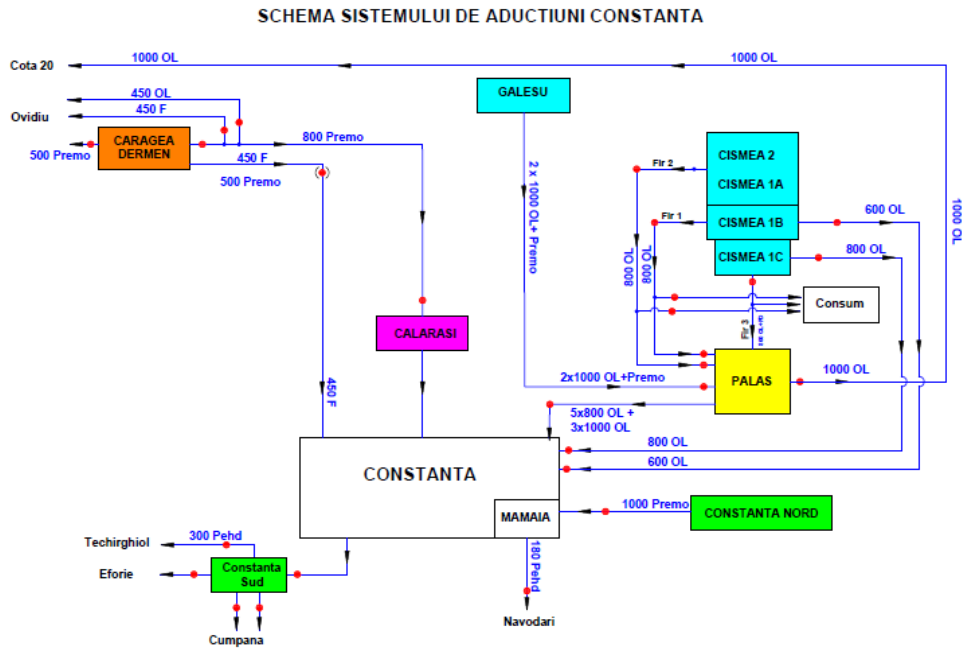 SCHEMA SISTEMULUI DE ADUCTIUNI CONSTANTA
1000 OL
1000 OL
Cota 20
450 OL
GALESU
450 F
Ovidiu
CARAGEA
DERMEN
800 Premo
500 Premo
450 F
500 Premo
Fir 2
CISMEA 2
CISMEA 1A
2 x 1000 OL+ Premo
Fir 1
CISMEA 1B
600 OL
1000 OL
CISMEA 1C
800 OL
800 OL
800 OL
Consum
CALARASI
Fir 3
PALAS
2x1000 OL+Premo
1000 OL
450 F
5x800 OL +
3x1000 OL
800 OL
600 OL
CONSTANTA
MAMAIA
1000 Premo
CONSTANTA NORD
Techirghiol
300 Pehd
180 Pehd
Eforie
Constanta
Sud
Navodari
Cumpana